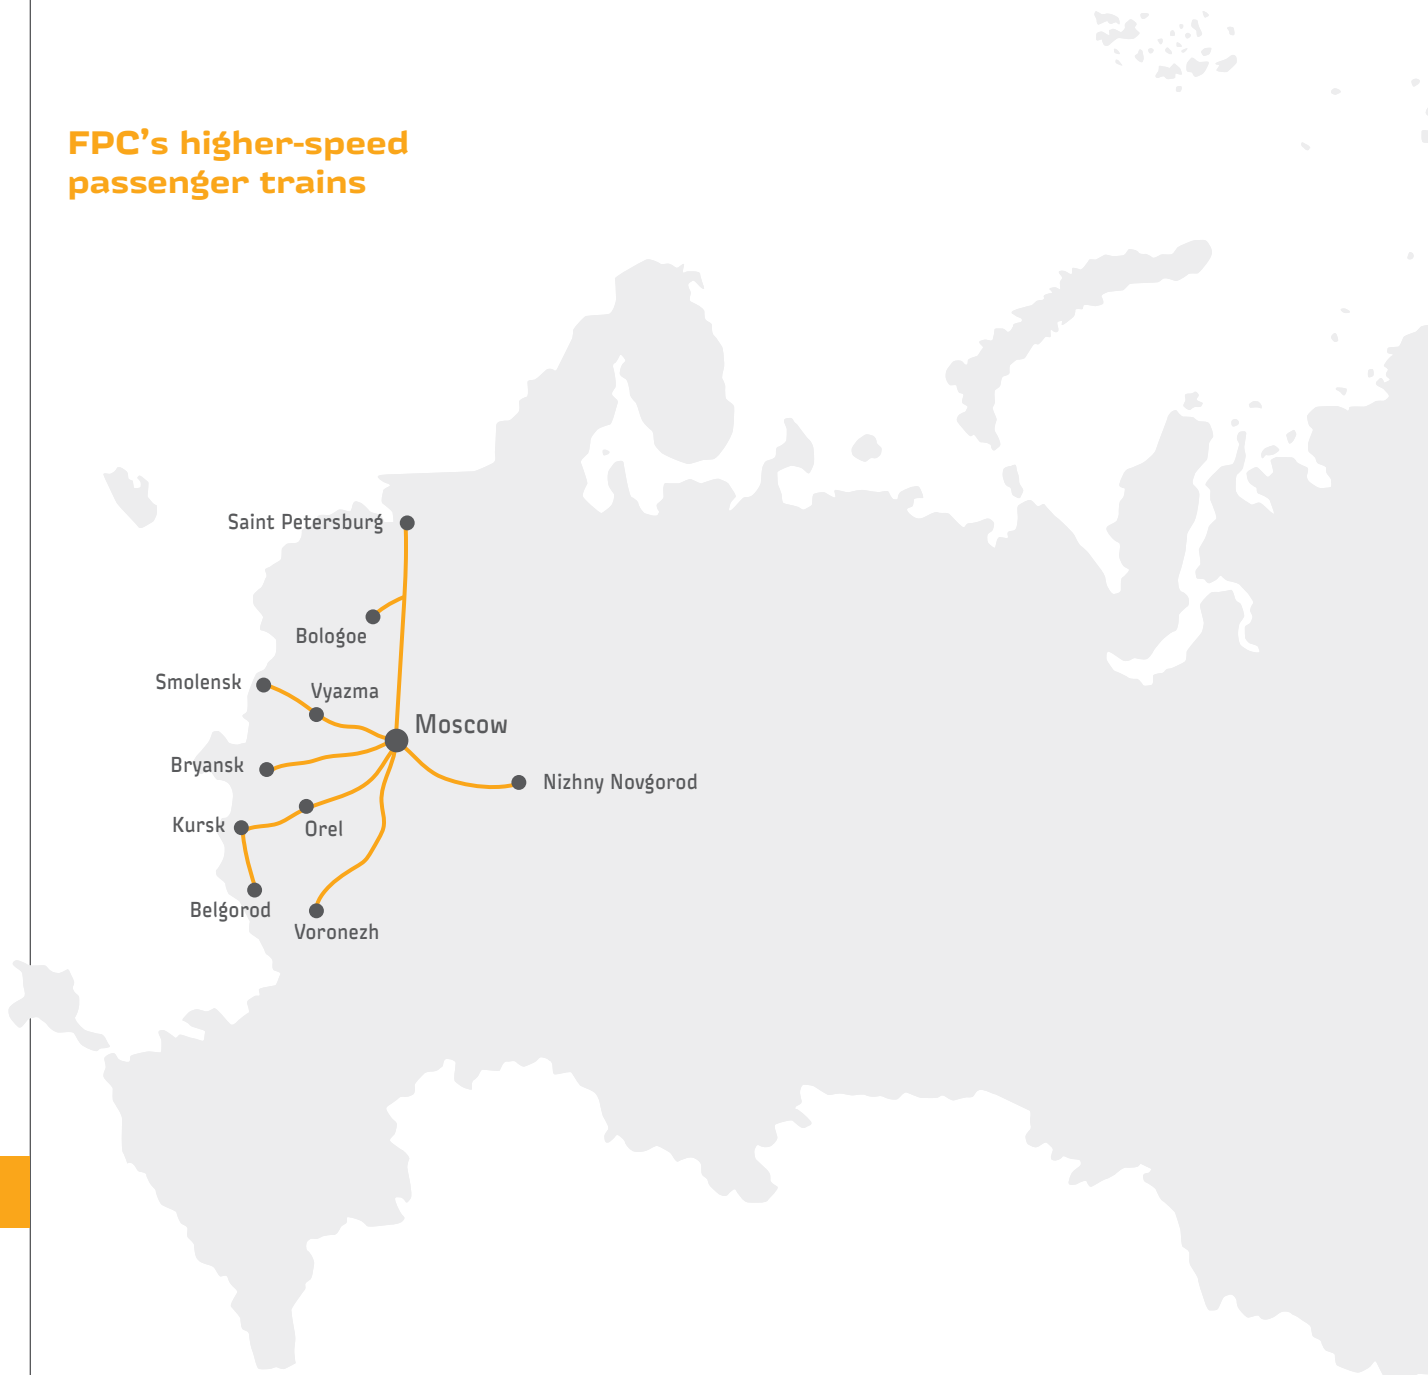 FPC’s higher-speed
passenger trains
Saint Petersburg
Bologoe
Smolensk
Vyazma
Moscow
Bryansk
Nizhny Novgorod
Kursk
Orel
Belgorod
Voronezh